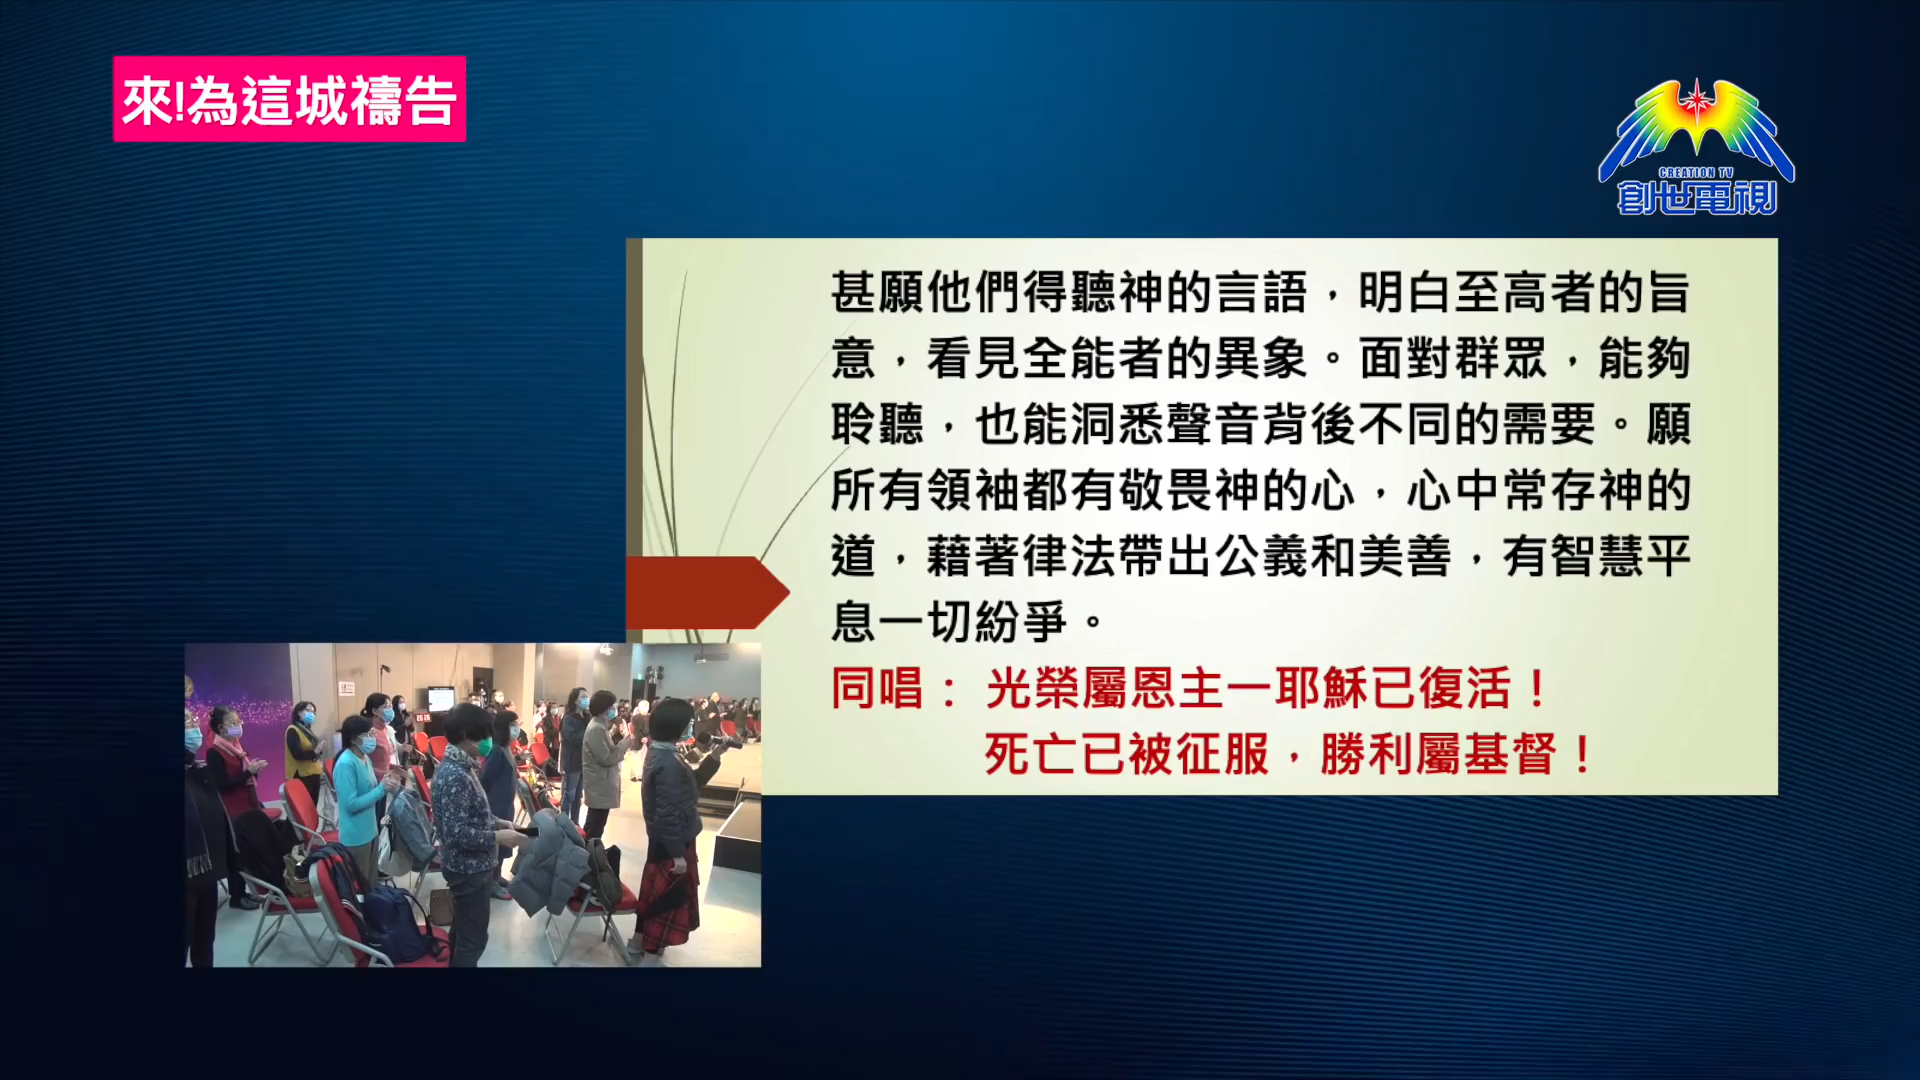 來!為這城禱告
CREATION TV
創世電視
甚願他們得聽神的言語，明白至高者的旨
意，看見全能者的異象。面對群眾，能夠
聆聽，也能洞悉聲音背後不同的需要。願
所有領袖都有敬畏神的心，心中常存神的
道，藉著律法帶出公義和美善，有智慧平
息一切紛爭。
同唱： 光榮屬恩主一耶穌已復活！
死亡已被征服，勝利屬基督！